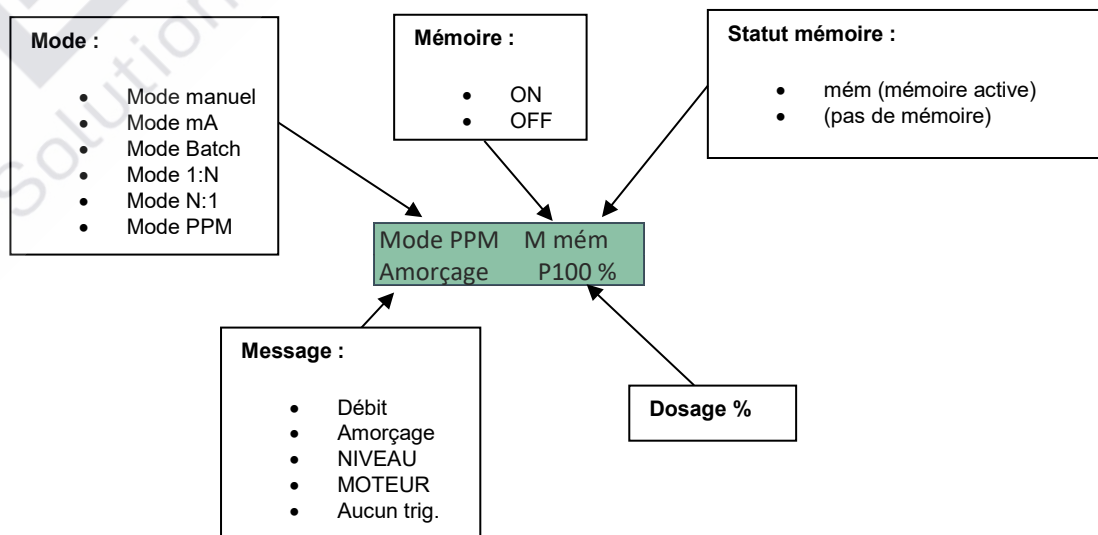 Mode :
• Mode manuel
• Mode mA
• Mode Batch
• Mode 1:N
• Mode N:1
• Mode PPM
Mémoire :
• ON
• OFF
Statut mémoire :
• mém (mémoire active)
• (pas de mémoire)
Mode PPM M mém
Amorçage P100 %
Message :
• Débit
• Amorçage
• NIVEAU
• MOTEUR
• Aucun trig.
Dosage %
Solution